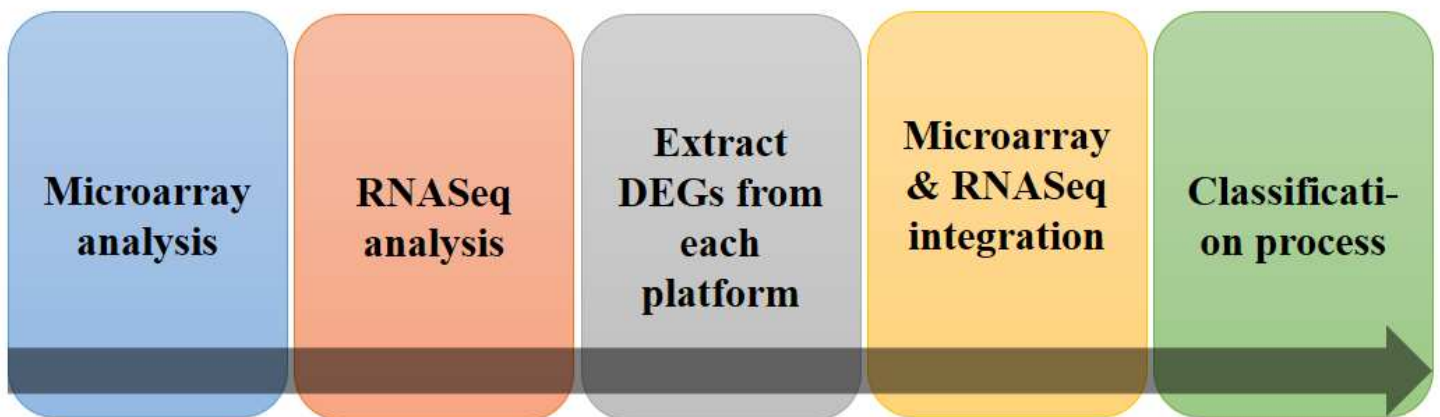 Microarray
analysis
RNASeq
analysis
Extract
DEGs from
each
platform
Microarray
& RNASeq
integration
Classificati-
on process